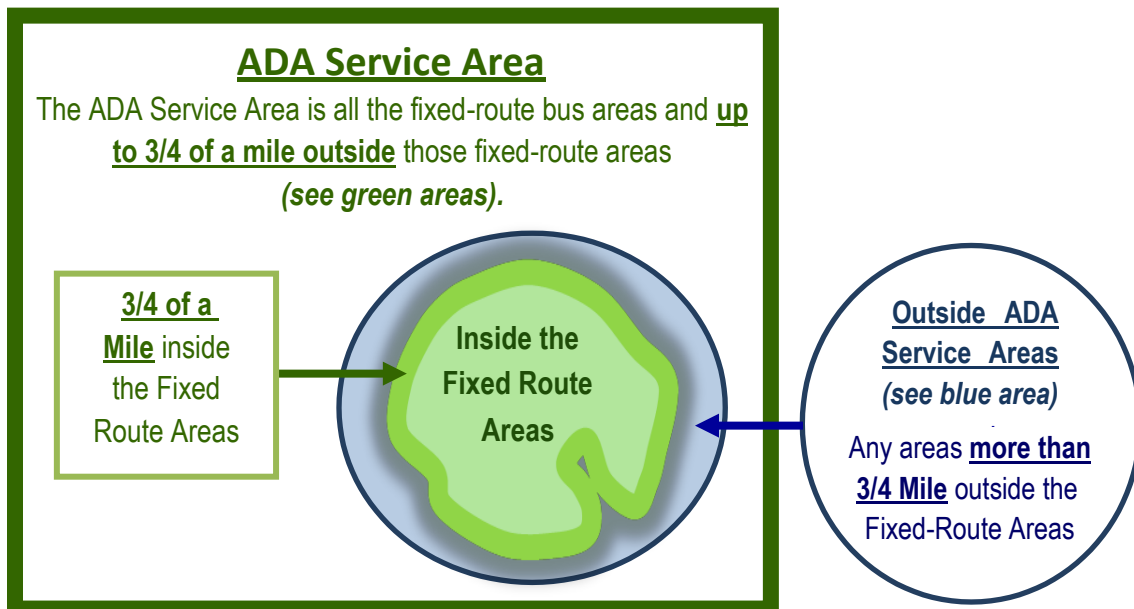 ADA Service Area
The ADA Service Area is all the fixed-route bus areas and up
to 3/4 of a mile outside those fixed-route areas
(see green areas).
3/4 of a
Mile inside
the Fixed
Route Areas
Inside the
Fixed Route
Areas
Outside ADA
Service Areas
(see blue area)
.
Any areas more than
3/4 Mile outside the
Fixed-Route Areas